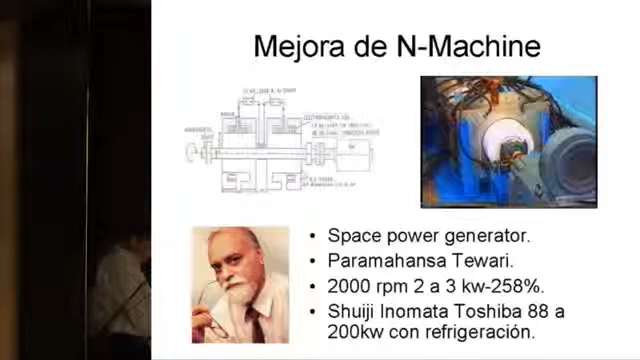 Mejora de N-Machine
• Space power generator.
• Paramahansa Tewari.
• 2000 rpm 2 a 3 kw-258%.
• Shuiji Inomata Toshiba 88 a
200kw con refrigeración.